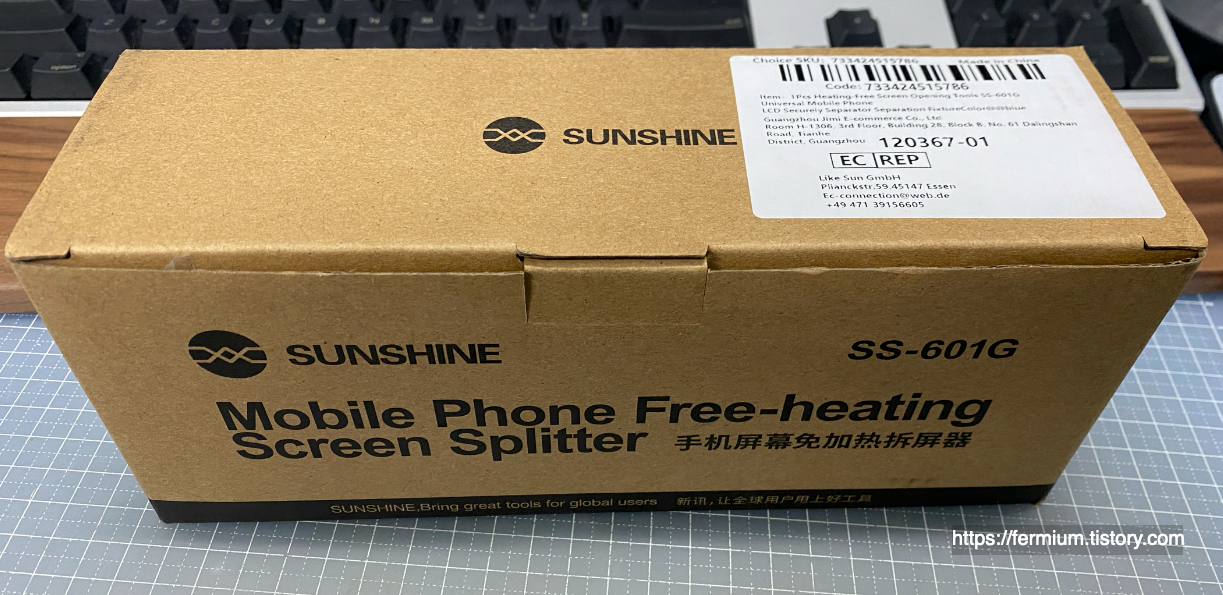 Choice SKU: 733424515786 Made in China
Code: 733424515786
Item: 1Pcs Heating-Free Screen Opening Tools SS-601G
Universal Mobile Phone
LCD Securely Separator Separation FixtureColor@@blue
Guangzhou Jimi E-commerce Co., Ltd
Room H-1306, 3rd Floor, Building 28, Block B, No. 61 Dalingshan
Road, Tianhe
District, Guangzhou 120367-01
EC REP
Like Sun GmbH
Pllanckstr.59,45147 Essen
Ec-connection@web.de
+49 471 39156605
SUNSHINE
SUNSHINE
SS-601G
Mobile Phone Free-heating
Screen Splitter 手机屏幕免加热拆屏器
SUNSHINE,Bring great tools for global users 新讯,让全球用户用上好工具
https://fermium.tistory.com
option